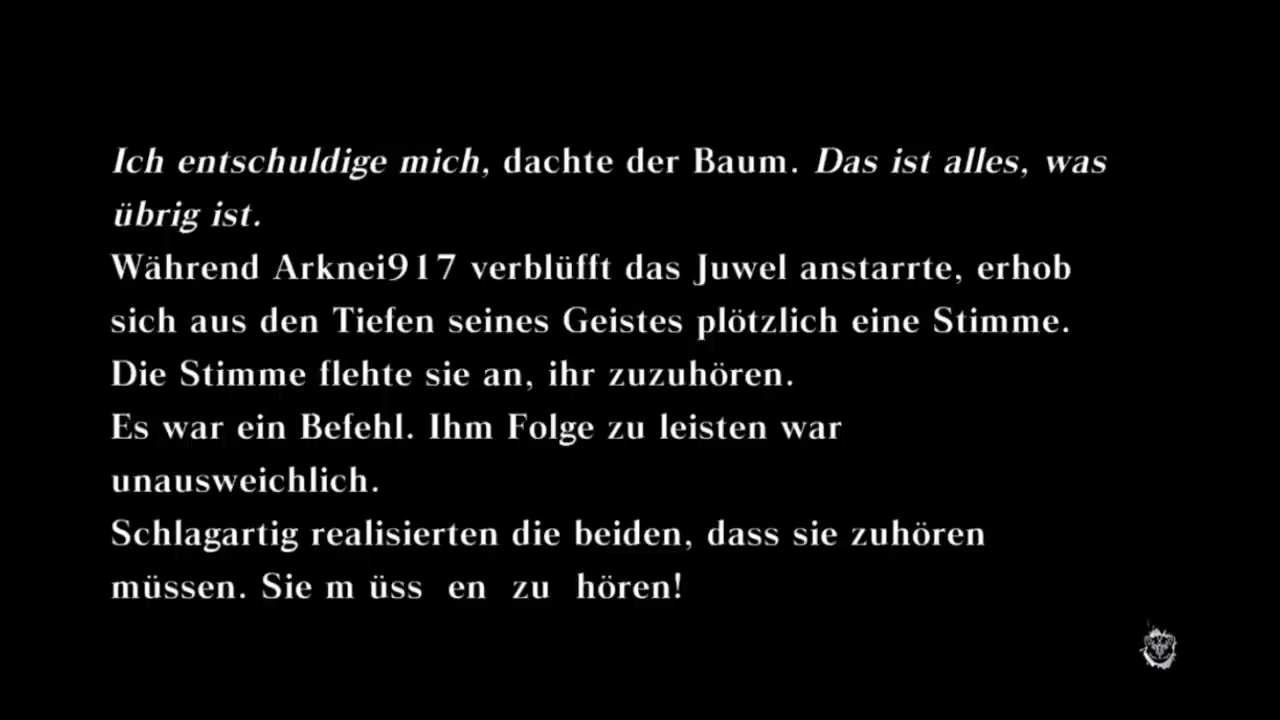 Ich entschuldige mich, dachte der Baum. Das ist alles, was
übrig ist.
Während Arknei917 verblüfft das Juwel anstarrte, erhob
sich aus den Tiefen seines Geistes plötzlich eine Stimme.
Die Stimme flehte sie an, ihr zuzuhören.
Es war ein Befehl. Ihm Folge zu leisten war
unausweichlich.
Schlagartig realisierten die beiden, dass sie zuhören
müssen. Sie m üss  en  zu  hören!